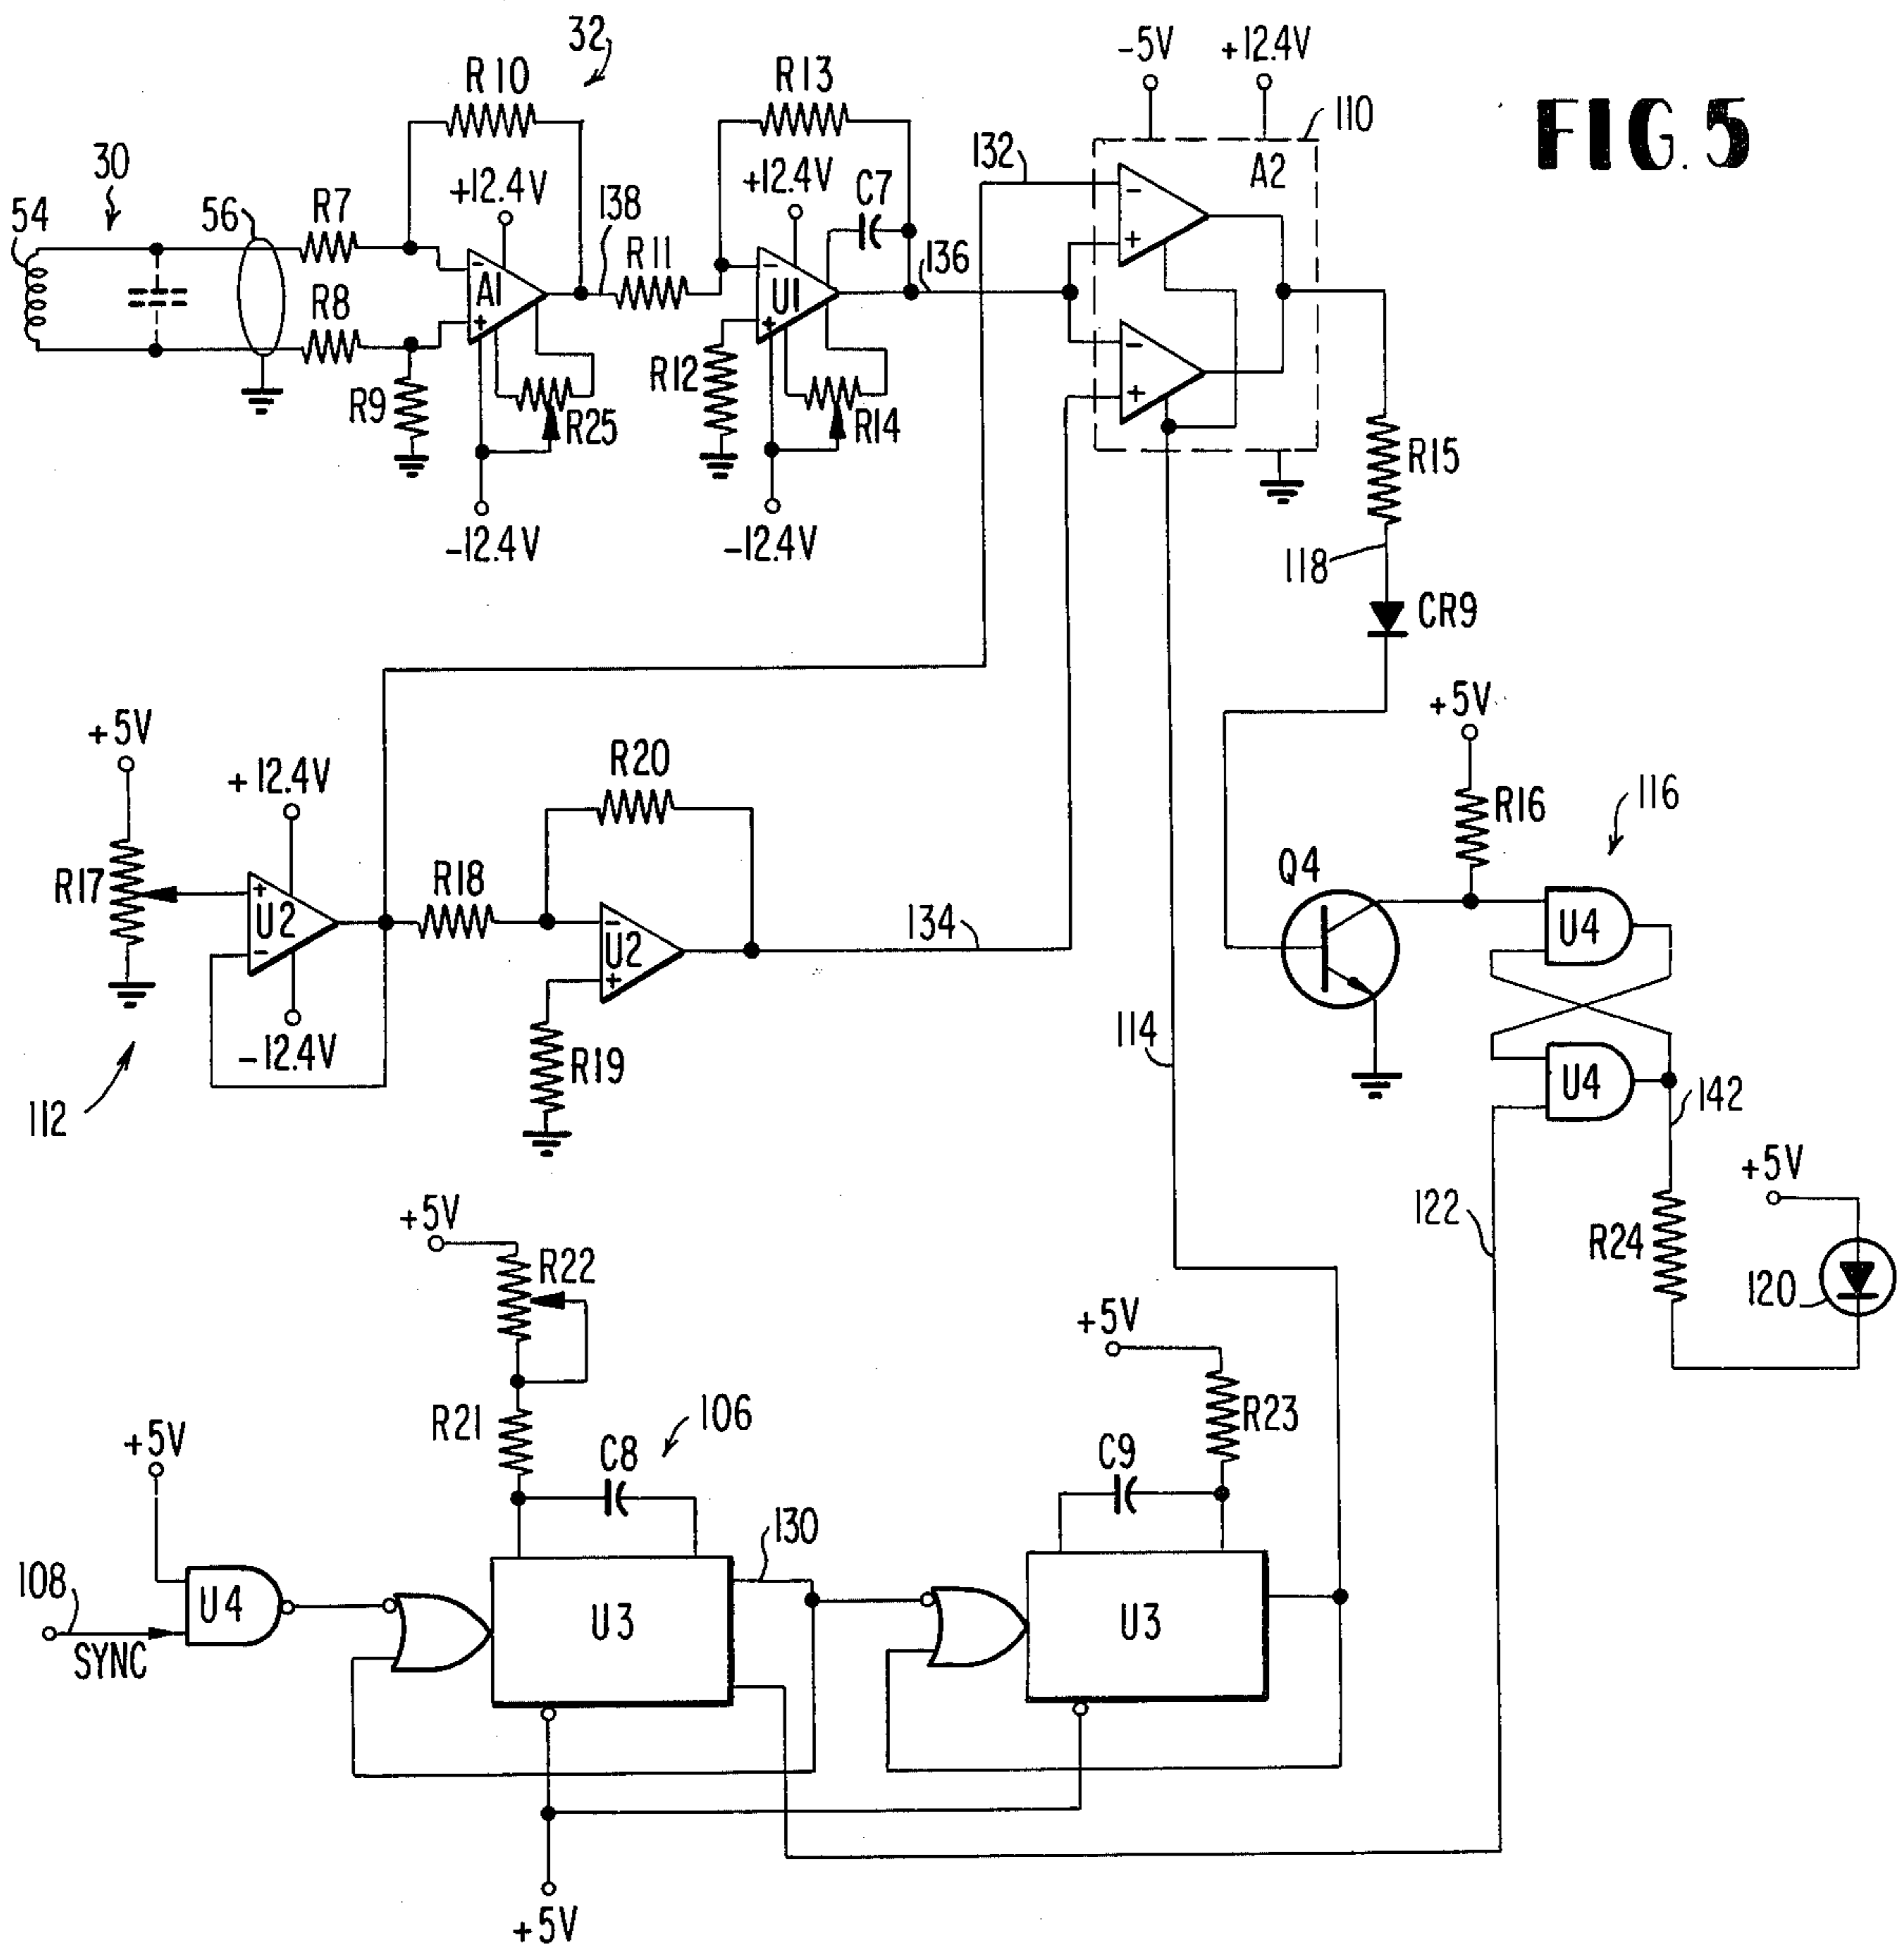 FIG. 5
32
-5V
+12.4V
R10
R13
110
30
132
A2
54
56
R7
+12.4V
138
+12.4V
C7
-
-
+
R11
136
A1
-
U1
R8
+
+
-
R12
+
R9
R25
R14
R15
-12.4V
-12.4V
118
CR9
+5V
+5V
R20
+12.4V
R16
116
Q4
R17
+
U2
-
R18
-
U2
+
134
U4
-12.4V
114
R19
U4
142
112
+5V
+5V
122
R22
R24
120
+5V
106
R23
R21
+5V
C8
C9
130
108
U4
U3
U3
SYNC
+5V